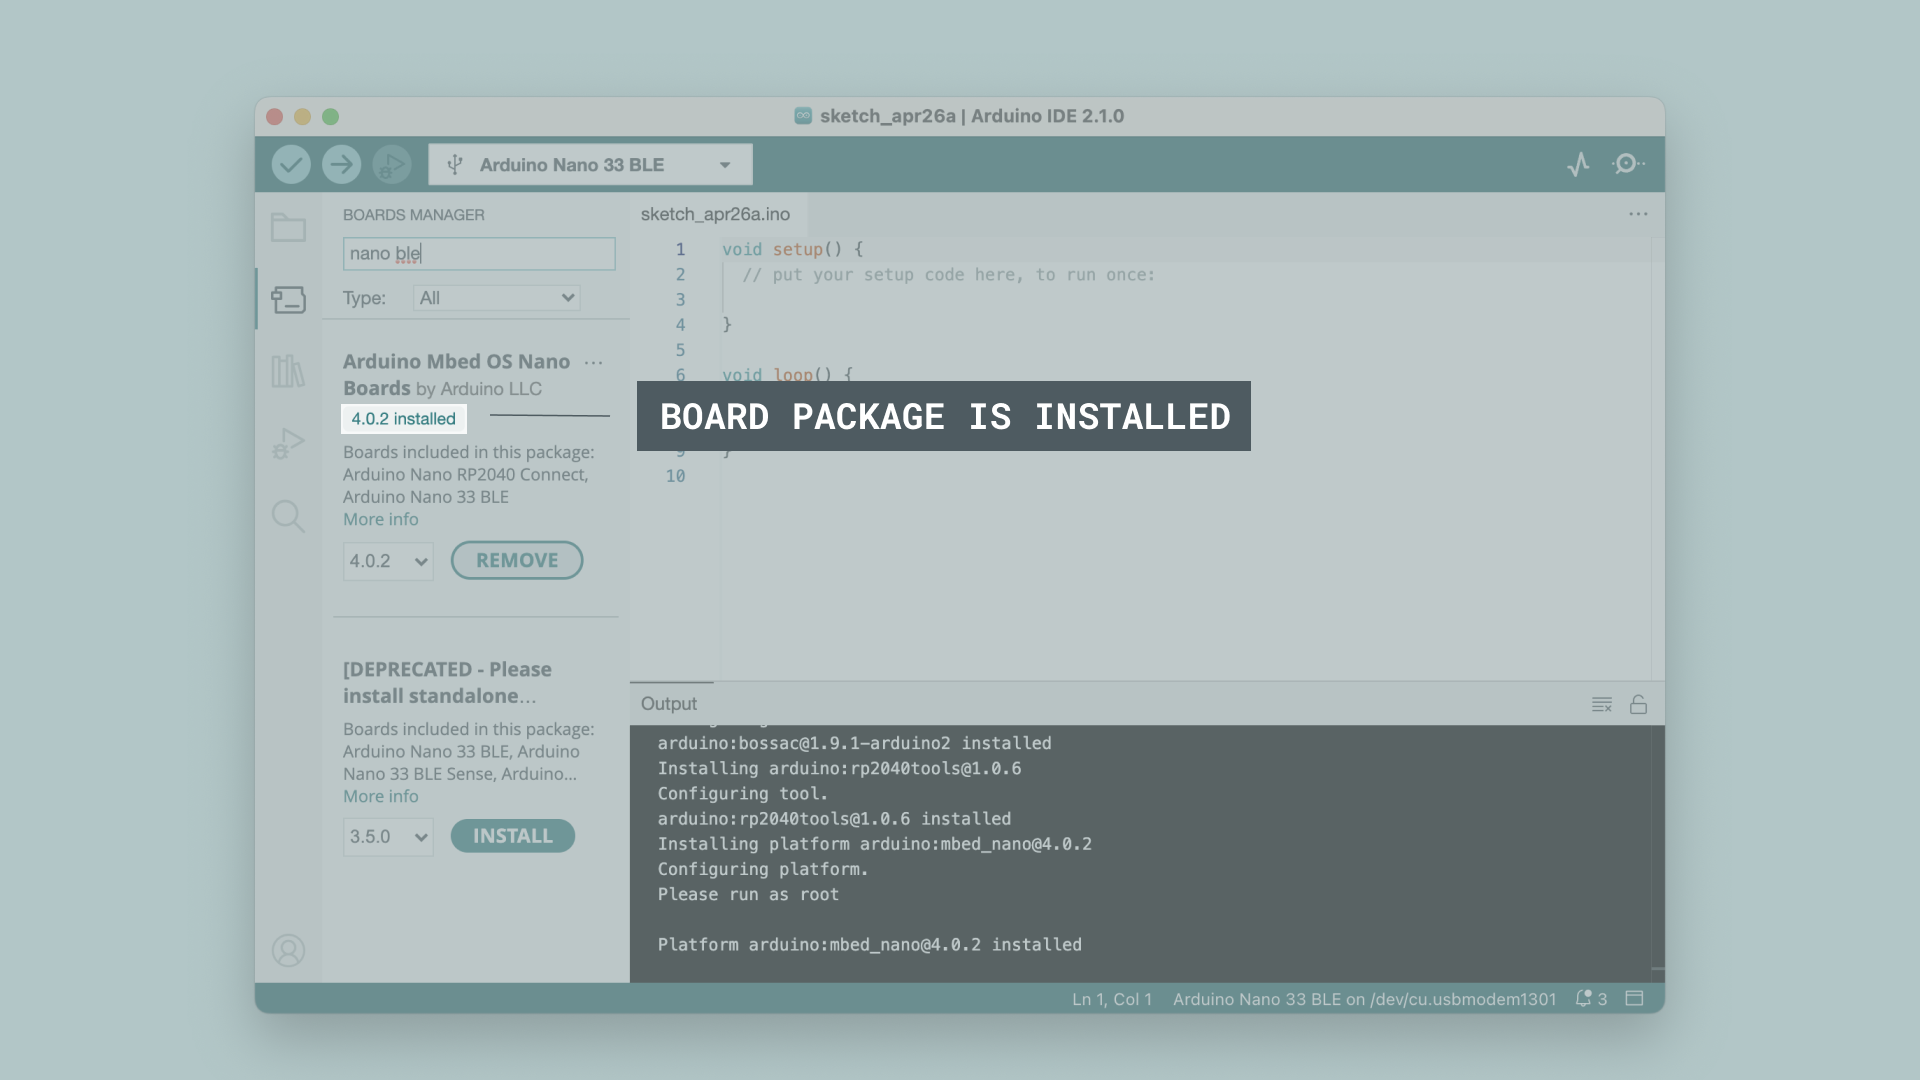 sketch_apr26a | Arduino IDE 2.1.0
Arduino Nano 33 BLE
BOARDS MANAGER
nano ble
Type: All
Arduino Mbed OS Nano
Boards by Arduino LLC
4.0.2 installed
Boards included in this package:
Arduino Nano RP2040 Connect,
Arduino Nano 33 BLE
More info
4.0.2 REMOVE
[DEPRECATED - Please
install standalone...
Boards included in this package:
Arduino Nano 33 BLE, Arduino
Nano 33 BLE Sense, Arduino...
More info
3.5.0 INSTALL
sketch_apr26a.ino
1 void setup() {
2 // put your setup code here, to run once:
3
4 }
5
6 void loop() {
BOARD PACKAGE IS INSTALLED
9 }
10
Output
arduino:bossac@1.9.1-arduino2 installed
Installing arduino:rp2040tools@1.0.6
Configuring tool.
arduino:rp2040tools@1.0.6 installed
Installing platform arduino:mbed_nano@4.0.2
Configuring platform.
Please run as root
Platform arduino:mbed_nano@4.0.2 installed
Ln 1, Col 1 Arduino Nano 33 BLE on /dev/cu.usbmodem1301 3